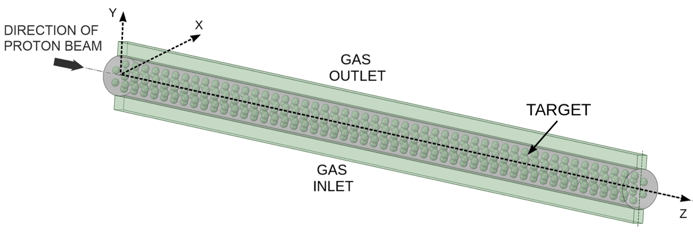 Y
X
DIRECTION OF
PROTON BEAM
GAS
OUTLET
TARGET
GAS
INLET
Z